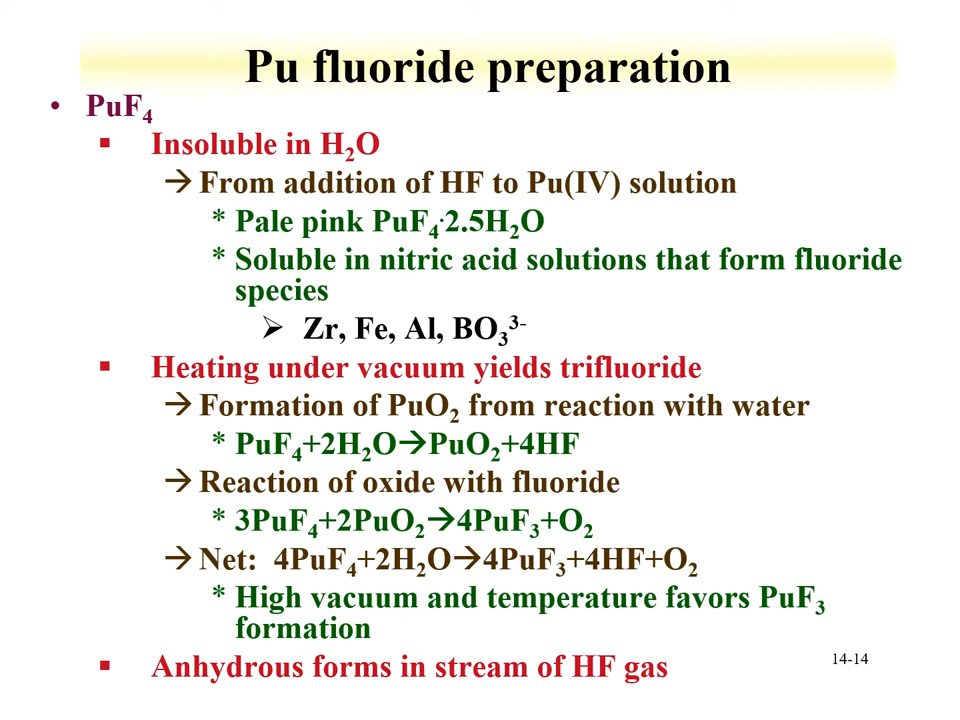 Pu fluoride preparation
• PuF₄
▪ Insoluble in H₂O
→ From addition of HF to Pu(IV) solution
* Pale pink PuF₄·2.5H₂O
* Soluble in nitric acid solutions that form fluoride
species
➢ Zr, Fe, Al, BO₃³⁻
▪ Heating under vacuum yields trifluoride
→ Formation of PuO₂ from reaction with water
* PuF₄+2H₂O→PuO₂+4HF
→ Reaction of oxide with fluoride
* 3PuF₄+2PuO₂→4PuF₃+O₂
→ Net: 4PuF₄+2H₂O→4PuF₃+4HF+O₂
* High vacuum and temperature favors PuF₃
formation
▪ Anhydrous forms in stream of HF gas
14-14